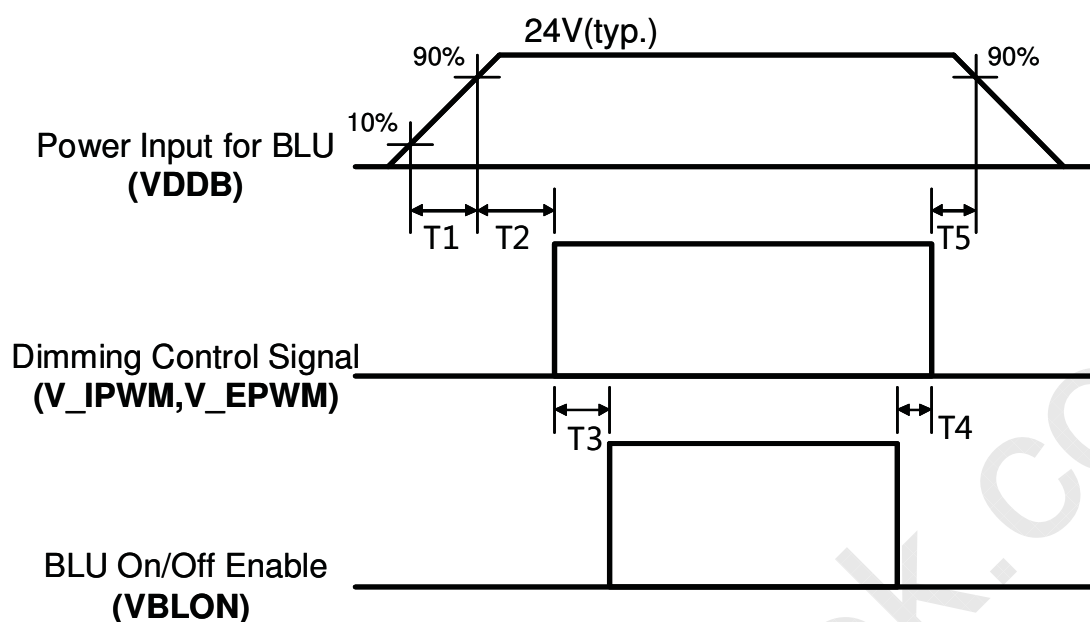 24V(typ.)
90%
90%
10%
Power Input for BLU
(VDDB)
T1
T2
T5
Dimming Control Signal
(V_IPWM,V_EPWM)
T3
T4
BLU On/Off Enable
(VBLON)